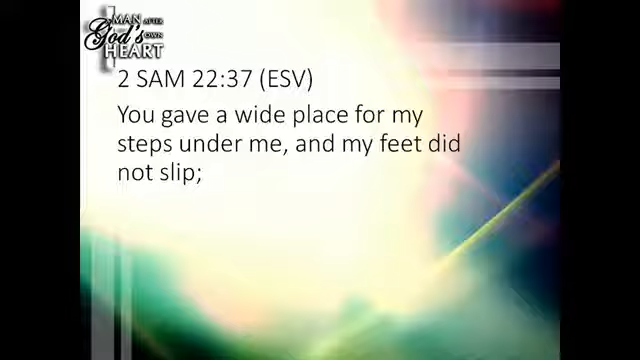 A MAN AFTER
God's OWN
HEART
2 SAM 22:37 (ESV)
You gave a wide place for my
steps under me, and my feet did
not slip;